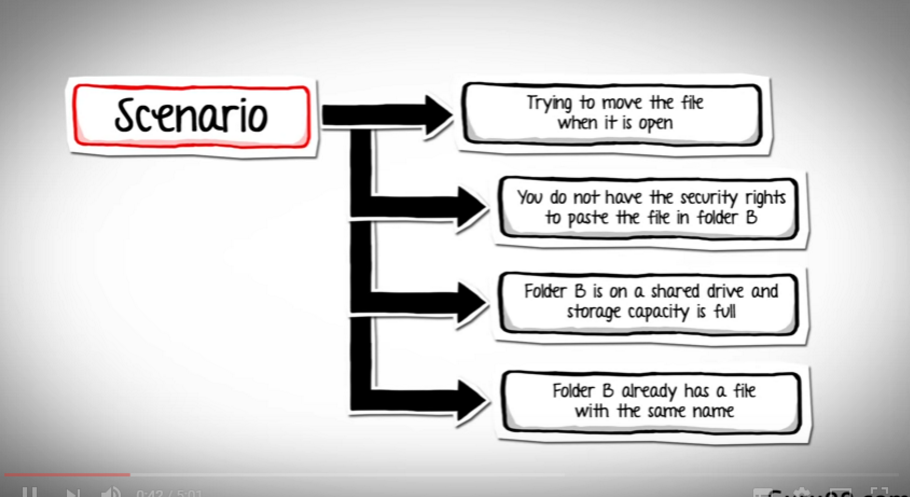 Scenario
Trying to move the file
when it is open
You do not have the security rights
to paste the file in folder B
Folder B is on a shared drive and
storage capacity is full
Folder B already has a file
with the same name
0:43 / 5:01